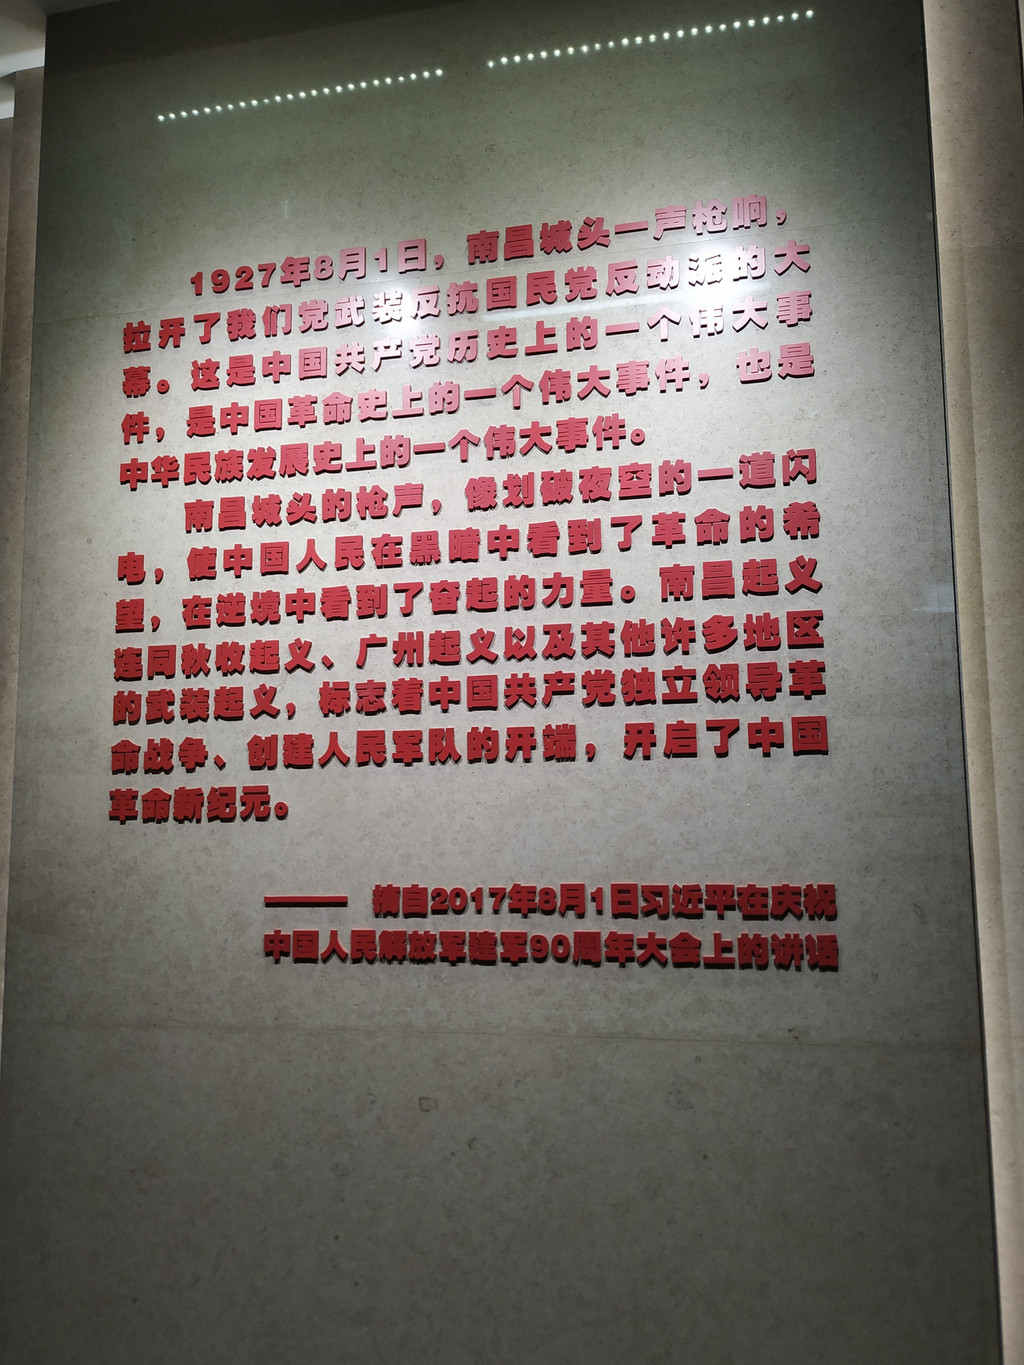 1927年8月1日，南昌城头一声枪响，
拉开了我们党武装反抗国民党反动派的大
幕。这是中国共产党历史上的一个伟大事
件，是中国革命史上的一个伟大事件，也是
中华民族发展史上的一个伟大事件。
南昌城头的枪声，像划破夜空的一道闪
电，使中国人民在黑暗中看到了革命的希
望，在逆境中看到了奋起的力量。南昌起义
连同秋收起义、广州起义以及其他许多地区
的武装起义，标志着中国共产党独立领导革
命战争、创建人民军队的开端，开启了中国
革命新纪元。
—— 摘自2017年8月1日习近平在庆祝
中国人民解放军建军90周年大会上的讲话